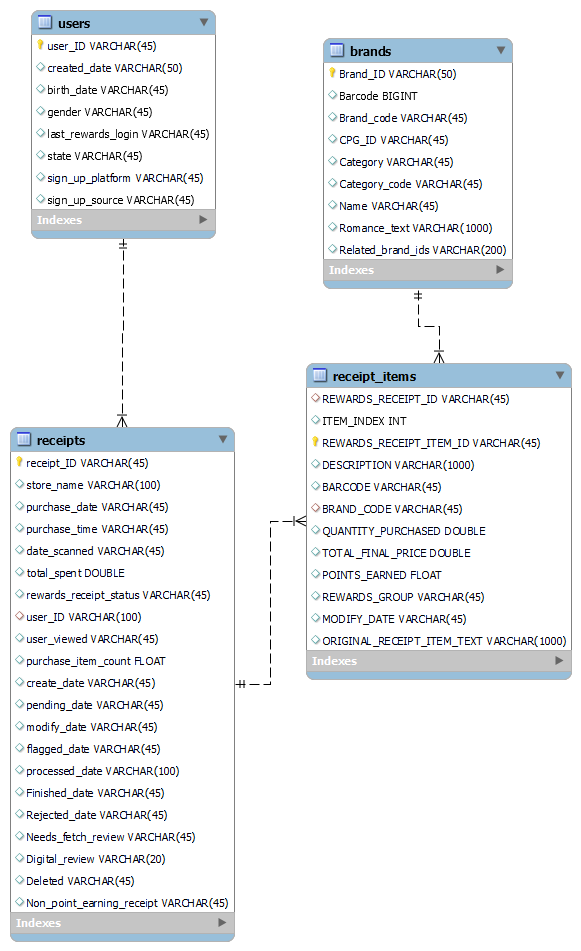 users
user_ID VARCHAR(45)
created_date VARCHAR(50)
birth_date VARCHAR(45)
gender VARCHAR(45)
last_rewards_login VARCHAR(45)
state VARCHAR(45)
sign_up_platform VARCHAR(45)
sign_up_source VARCHAR(45)
Indexes
brands
Brand_ID VARCHAR(50)
Barcode BIGINT
Brand_code VARCHAR(45)
CPG_ID VARCHAR(45)
Category VARCHAR(45)
Category_code VARCHAR(45)
Name VARCHAR(45)
Romance_text VARCHAR(1000)
Related_brand_ids VARCHAR(200)
Indexes
receipts
receipt_ID VARCHAR(45)
store_name VARCHAR(100)
purchase_date VARCHAR(45)
purchase_time VARCHAR(45)
date_scanned VARCHAR(45)
total_spent DOUBLE
rewards_receipt_status VARCHAR(45)
user_ID VARCHAR(100)
user_viewed VARCHAR(45)
purchase_item_count FLOAT
create_date VARCHAR(45)
pending_date VARCHAR(45)
modify_date VARCHAR(45)
flagged_date VARCHAR(45)
processed_date VARCHAR(100)
Finished_date VARCHAR(45)
Rejected_date VARCHAR(45)
Needs_fetch_review VARCHAR(45)
Digital_review VARCHAR(20)
Deleted VARCHAR(45)
Non_point_earning_receipt VARCHAR(45)
Indexes
receipt_items
REWARDS_RECEIPT_ID VARCHAR(45)
ITEM_INDEX INT
REWARDS_RECEIPT_ITEM_ID VARCHAR(45)
DESCRIPTION VARCHAR(1000)
BARCODE VARCHAR(45)
BRAND_CODE VARCHAR(45)
QUANTITY_PURCHASED DOUBLE
TOTAL_FINAL_PRICE DOUBLE
POINTS_EARNED FLOAT
REWARDS_GROUP VARCHAR(45)
MODIFY_DATE VARCHAR(45)
ORIGINAL_RECEIPT_ITEM_TEXT VARCHAR(1000)
Indexes